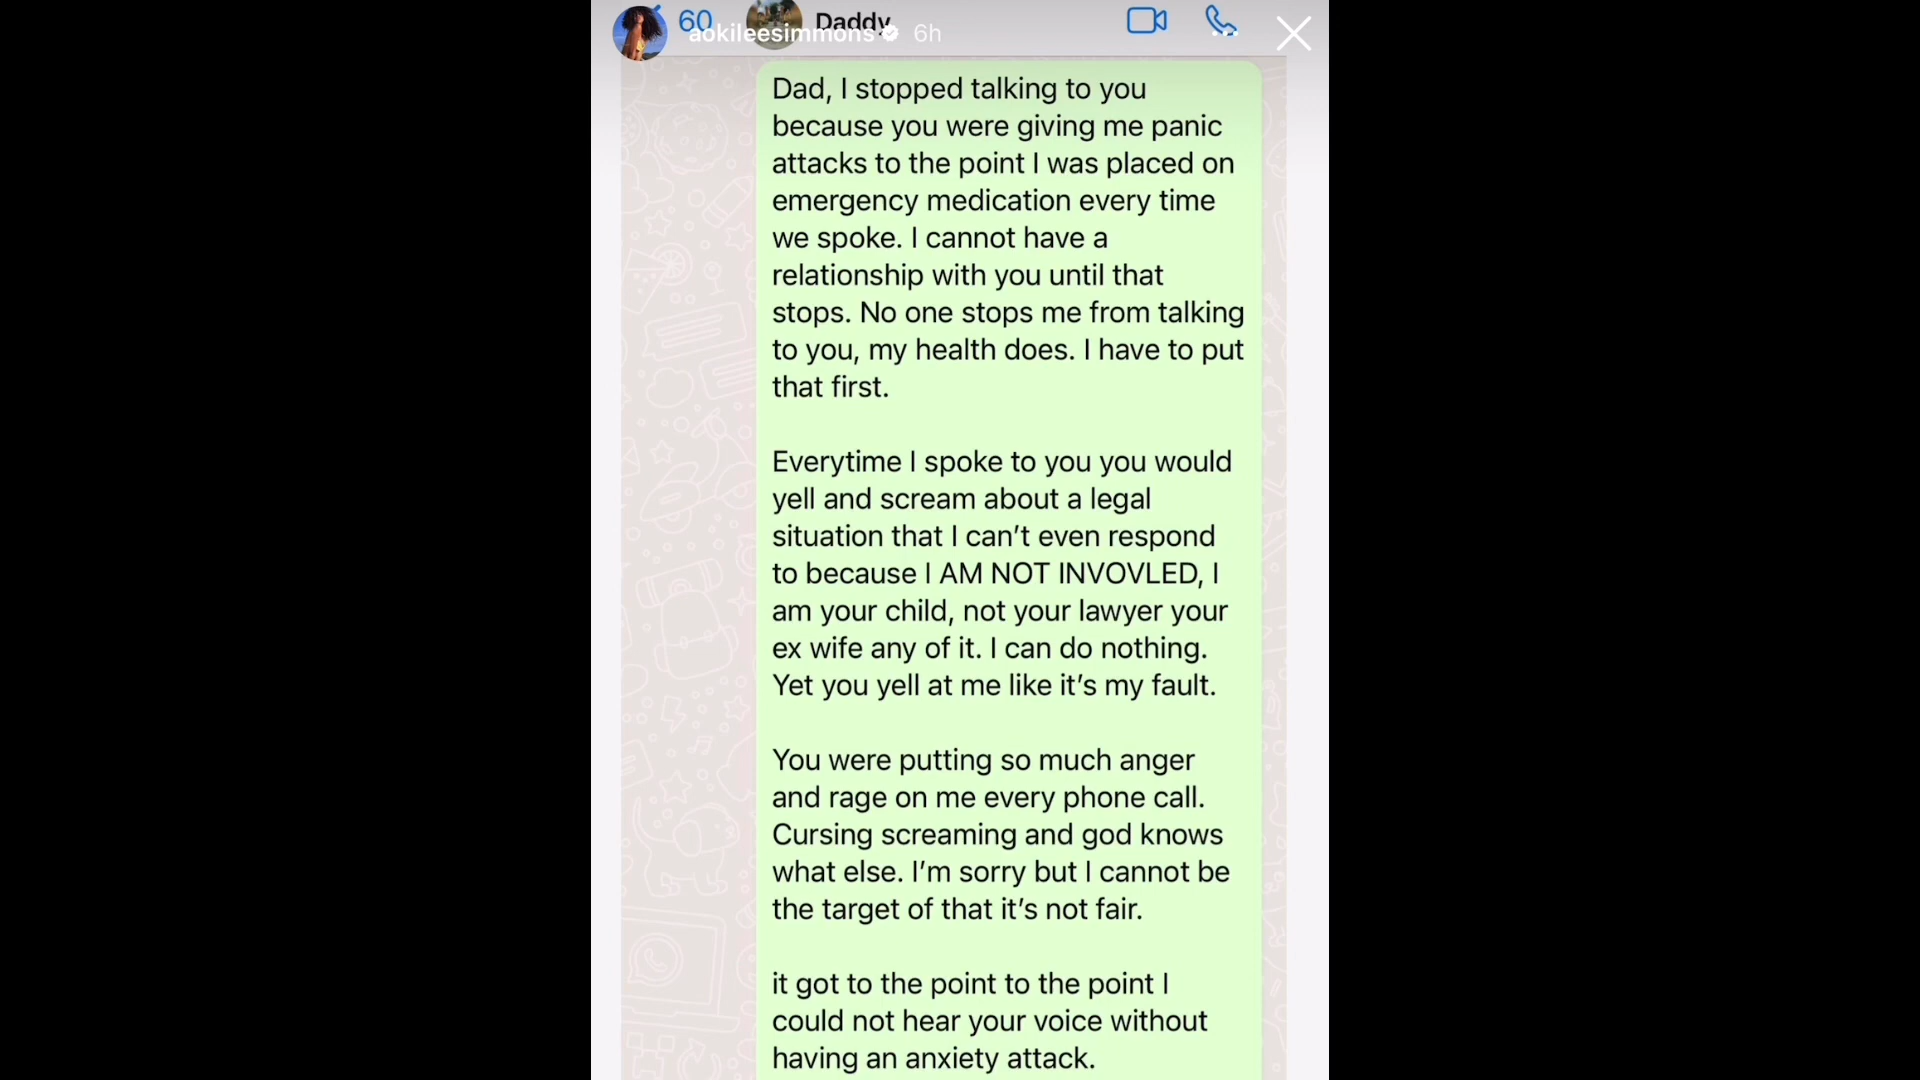 60
Daddy
aokileesimmons 6h
Dad, I stopped talking to you
because you were giving me panic
attacks to the point I was placed on
emergency medication every time
we spoke. I cannot have a
relationship with you until that
stops. No one stops me from talking
to you, my health does. I have to put
that first.
Everytime I spoke to you you would
yell and scream about a legal
situation that I can’t even respond
to because I AM NOT INVOVLED, I
am your child, not your lawyer your
ex wife any of it. I can do nothing.
Yet you yell at me like it’s my fault.
You were putting so much anger
and rage on me every phone call.
Cursing screaming and god knows
what else. I’m sorry but I cannot be
the target of that it’s not fair.
it got to the point to the point I
could not hear your voice without
having an anxiety attack.